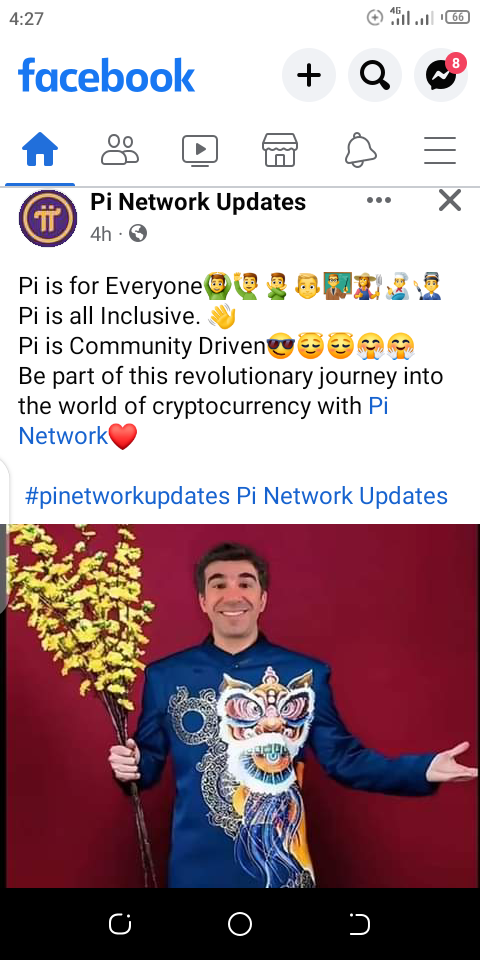 4:27
4G
66
facebook
8
Pi Network Updates
4h ·
Pi is for Everyone🙆‍♂️🙋‍♂️🙅‍♂️👨👨‍🏫👩‍🌾👨‍🍳👨‍🎓
Pi is all Inclusive. 👋
Pi is Community Driven😎😇😇🤗🤗
Be part of this revolutionary journey into
the world of cryptocurrency with Pi
Network❤️
#pinetworkupdates Pi Network Updates